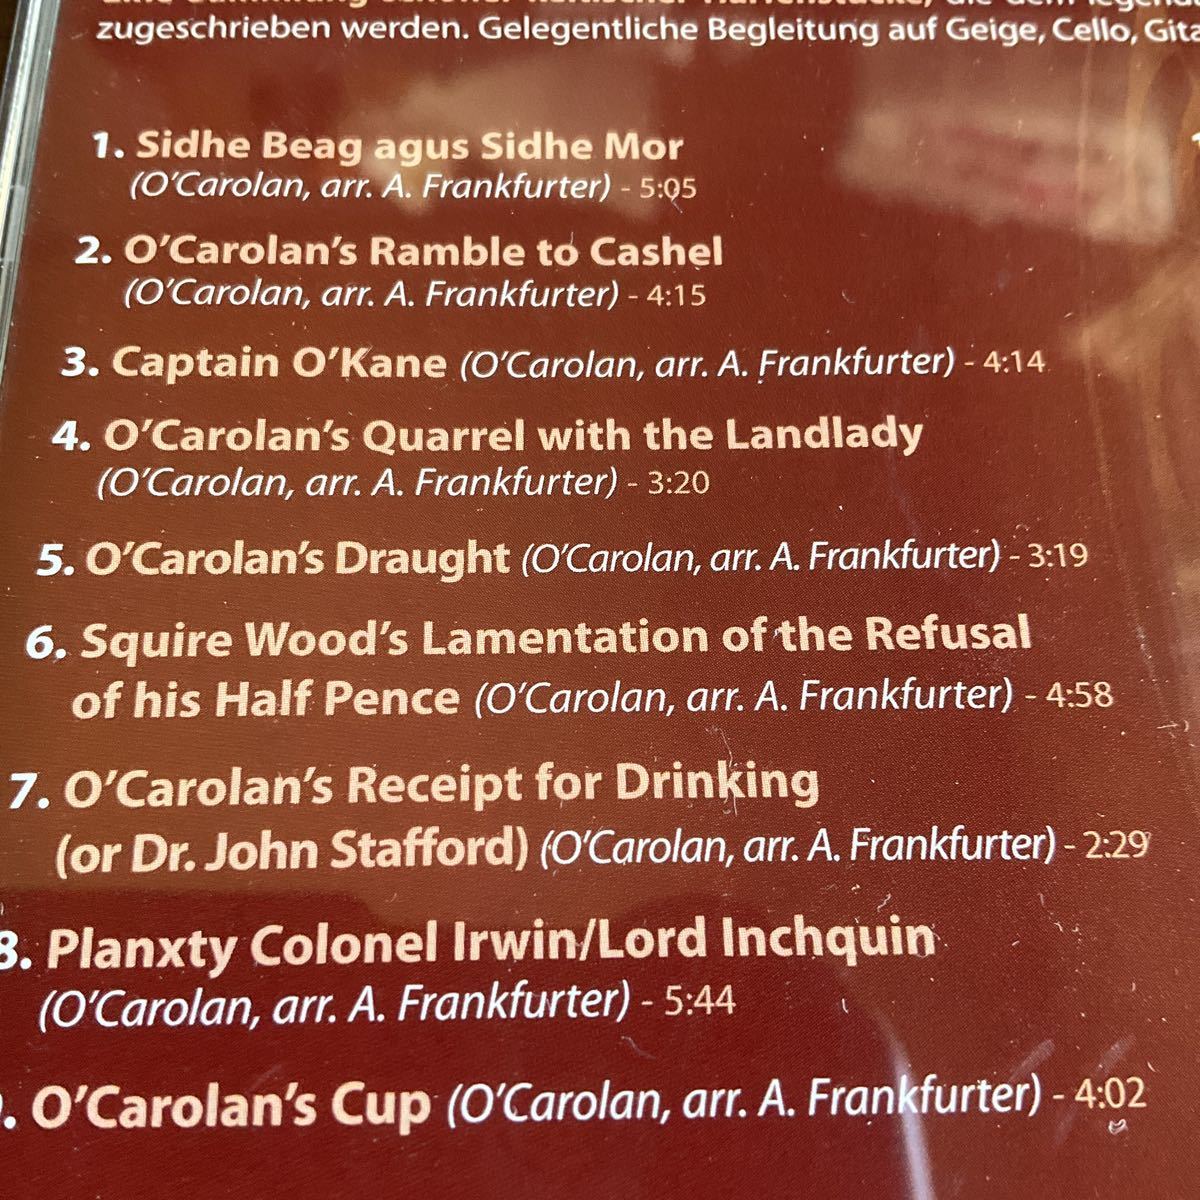 zugeschrieben werden. Gelegentliche Begleitung auf Geige, Cello,
1. Sidhe Beag agus Sidhe Mor
(O'Carolan, arr. A. Frankfurter) - 5:05
2. O'Carolan's Ramble to Cashel
(O'Carolan, arr. A. Frankfurter) - 4:15
3. Captain O'Kane (O'Carolan, arr. A. Frankfurter) - 4:14
4. O'Carolan's Quarrel with the Landlady
(O'Carolan, arr. A. Frankfurter) - 3:20
5. O'Carolan's Draught (O'Carolan, arr. A. Frankfurter) - 3:19
6. Squire Wood's Lamentation of the Refusal
of his Half Pence (O'Carolan, arr. A. Frankfurter) - 4:58
7. O'Carolan's Receipt for Drinking
(or Dr. John Stafford) (O'Carolan, arr. A. Frankfurter) - 2:29
8. Planxty Colonel Irwin/Lord Inchquin
(O'Carolan, arr. A. Frankfurter) - 5:44
. O'Carolan's Cup (O'Carolan, arr. A. Frankfurter) - 4:02